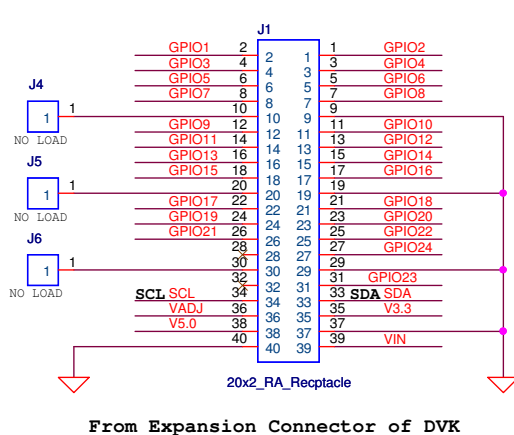 J1
GPIO1 2 2 1 1 GPIO2
GPIO3 4 4 3 3 GPIO4
GPIO5 6 6 5 5 GPIO6
GPIO7 8 8 7 7 GPIO8
J4
1 1 10 10 9 9
NO LOAD
GPIO9 12 12 11 11 GPIO10
GPIO11 14 14 13 13 GPIO12
GPIO13 16 16 15 15 GPIO14
GPIO15 18 18 17 17 GPIO16
J5
1 1 20 20 19 19
NO LOAD
GPIO17 22 22 21 21 GPIO18
GPIO19 24 24 23 23 GPIO20
GPIO21 26 26 25 25 GPIO22
28 28 27 27 GPIO24
J6
1 1 30 30 29 29
NO LOAD
32 32 31 31 GPIO23
SCL SCL 34 34 33 33 SDA SDA
VADJ 36 36 35 35 V3.3
V5.0 38 38 37 37
40 40 39 39 VIN
20x2_RA_Recptacle
From Expansion Connector of DVK